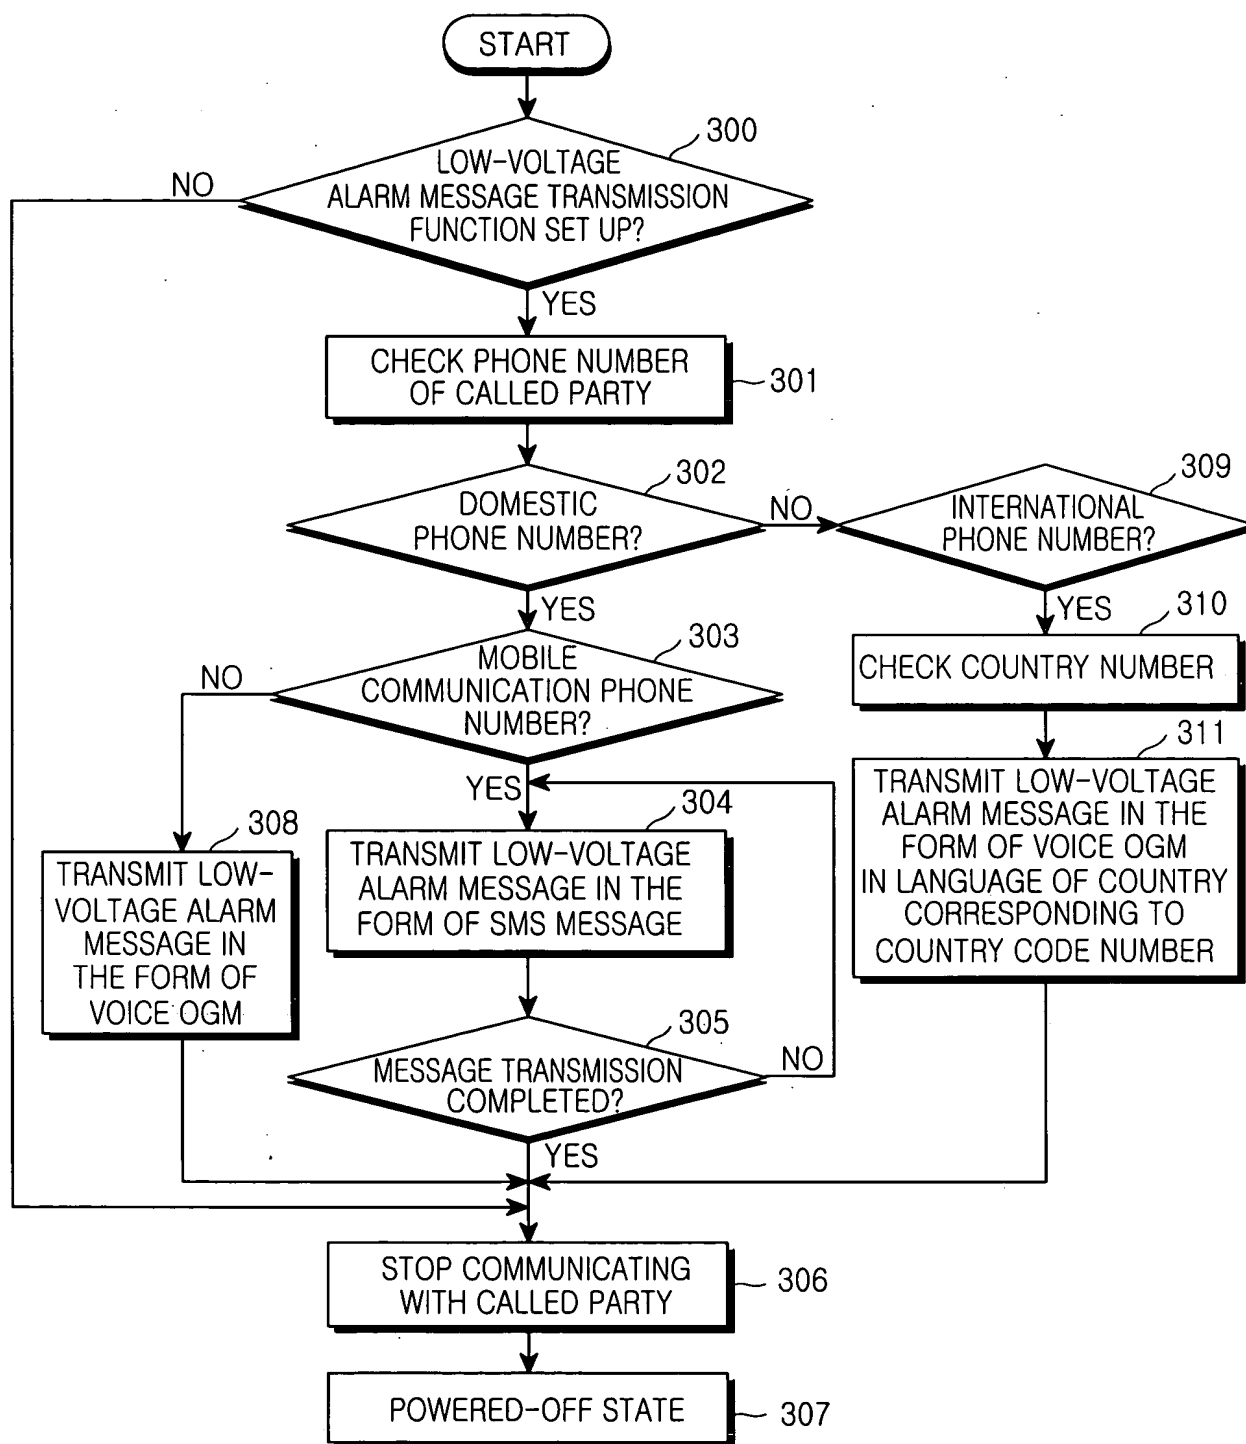 START
300
LOW-VOLTAGE
ALARM MESSAGE TRANSMISSION
FUNCTION SET UP?
NO
YES
CHECK PHONE NUMBER
OF CALLED PARTY
301
302
DOMESTIC
PHONE NUMBER?
NO
YES
309
INTERNATIONAL
PHONE NUMBER?
YES
310
CHECK COUNTRY NUMBER
303
MOBILE
COMMUNICATION PHONE
NUMBER?
NO
YES
311
TRANSMIT LOW-VOLTAGE
ALARM MESSAGE IN THE
FORM OF VOICE OGM
IN LANGUAGE OF COUNTRY
CORRESPONDING TO
COUNTRY CODE NUMBER
304
TRANSMIT LOW-VOLTAGE
ALARM MESSAGE IN THE
FORM OF SMS MESSAGE
308
TRANSMIT LOW-
VOLTAGE ALARM
MESSAGE IN
THE FORM OF
VOICE OGM
305
MESSAGE TRANSMISSION
COMPLETED?
NO
YES
STOP COMMUNICATING
WITH CALLED PARTY
306
POWERED-OFF STATE
307